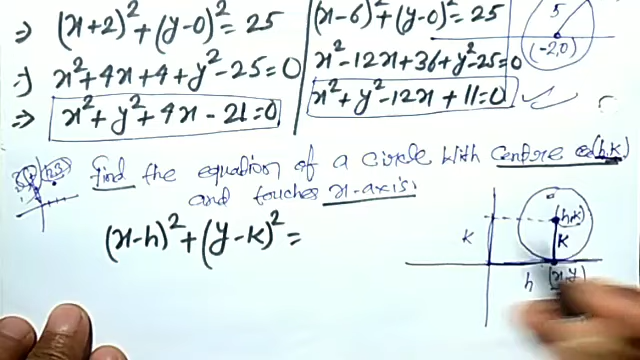 ⇒ (x+2)²+(y-0)²= 25
⇒ x²+4x+4+y²-25=0
⇒ x²+y²+4x-21=0
(x-6)²+(y-0)²=25
x²-12x+36+y²-25=0
x²+y²-12x+11=0
5
(-2,0)
Find the equation of a circle with centre (h,k)
and touches x-axis.
(x-h)²+(y-k)²=
(h,k)
K
K
h (x,y)